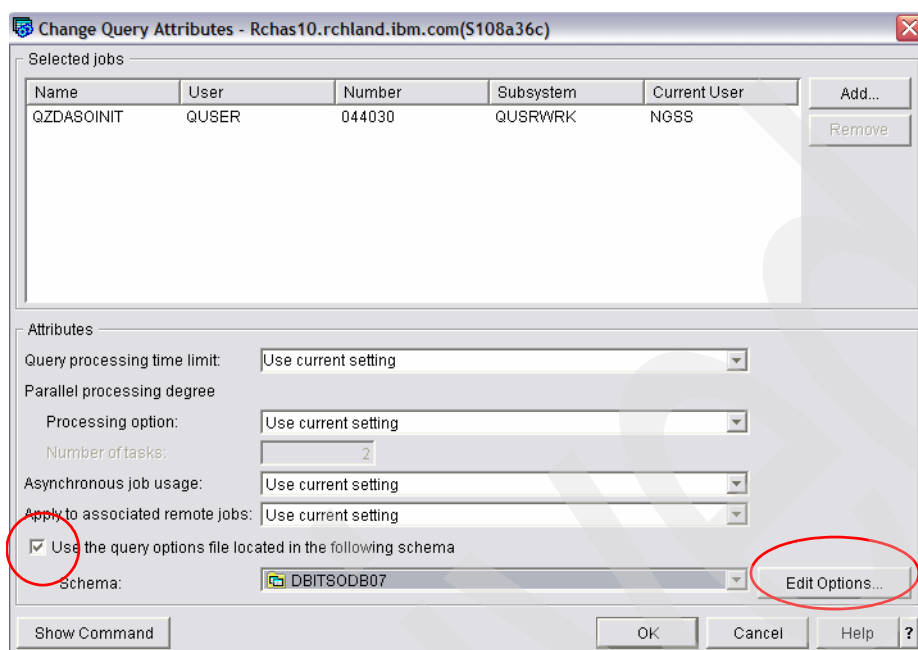 Change Query Attributes - Rchas10.rchland.ibm.com(S108a36c)
Selected jobs
Name User Number Subsystem Current User
QZDASOINIT QUSER 044030 QUSRWRK NGSS
Add...
Remove
Attributes
Query processing time limit: Use current setting
Parallel processing degree
Processing option: Use current setting
Number of tasks: 2
Asynchronous job usage: Use current setting
Apply to associated remote jobs: Use current setting
Use the query options file located in the following schema
Schema: DBITSODB07 Edit Options...
Show Command OK Cancel Help ?